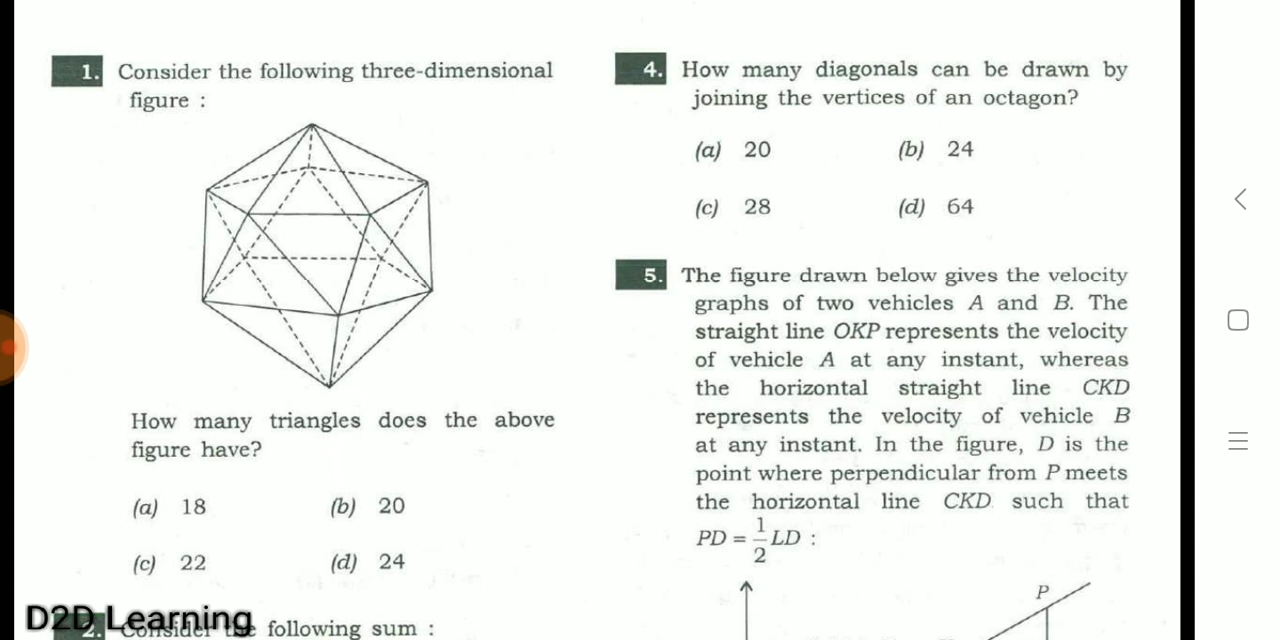 1. Consider the following three-dimensional
figure :
How many triangles does the above
figure have?
(a) 18 (b) 20
(c) 22 (d) 24
2. Consider the following sum :
D2D Learning
4. How many diagonals can be drawn by
joining the vertices of an octagon?
(a) 20 (b) 24
(c) 28 (d) 64
5. The figure drawn below gives the velocity
graphs of two vehicles A and B. The
straight line OKP represents the velocity
of vehicle A at any instant, whereas
the horizontal straight line CKD
represents the velocity of vehicle B
at any instant. In the figure, D is the
point where perpendicular from P meets
the horizontal line CKD such that
PD = 1/2 LD :
P